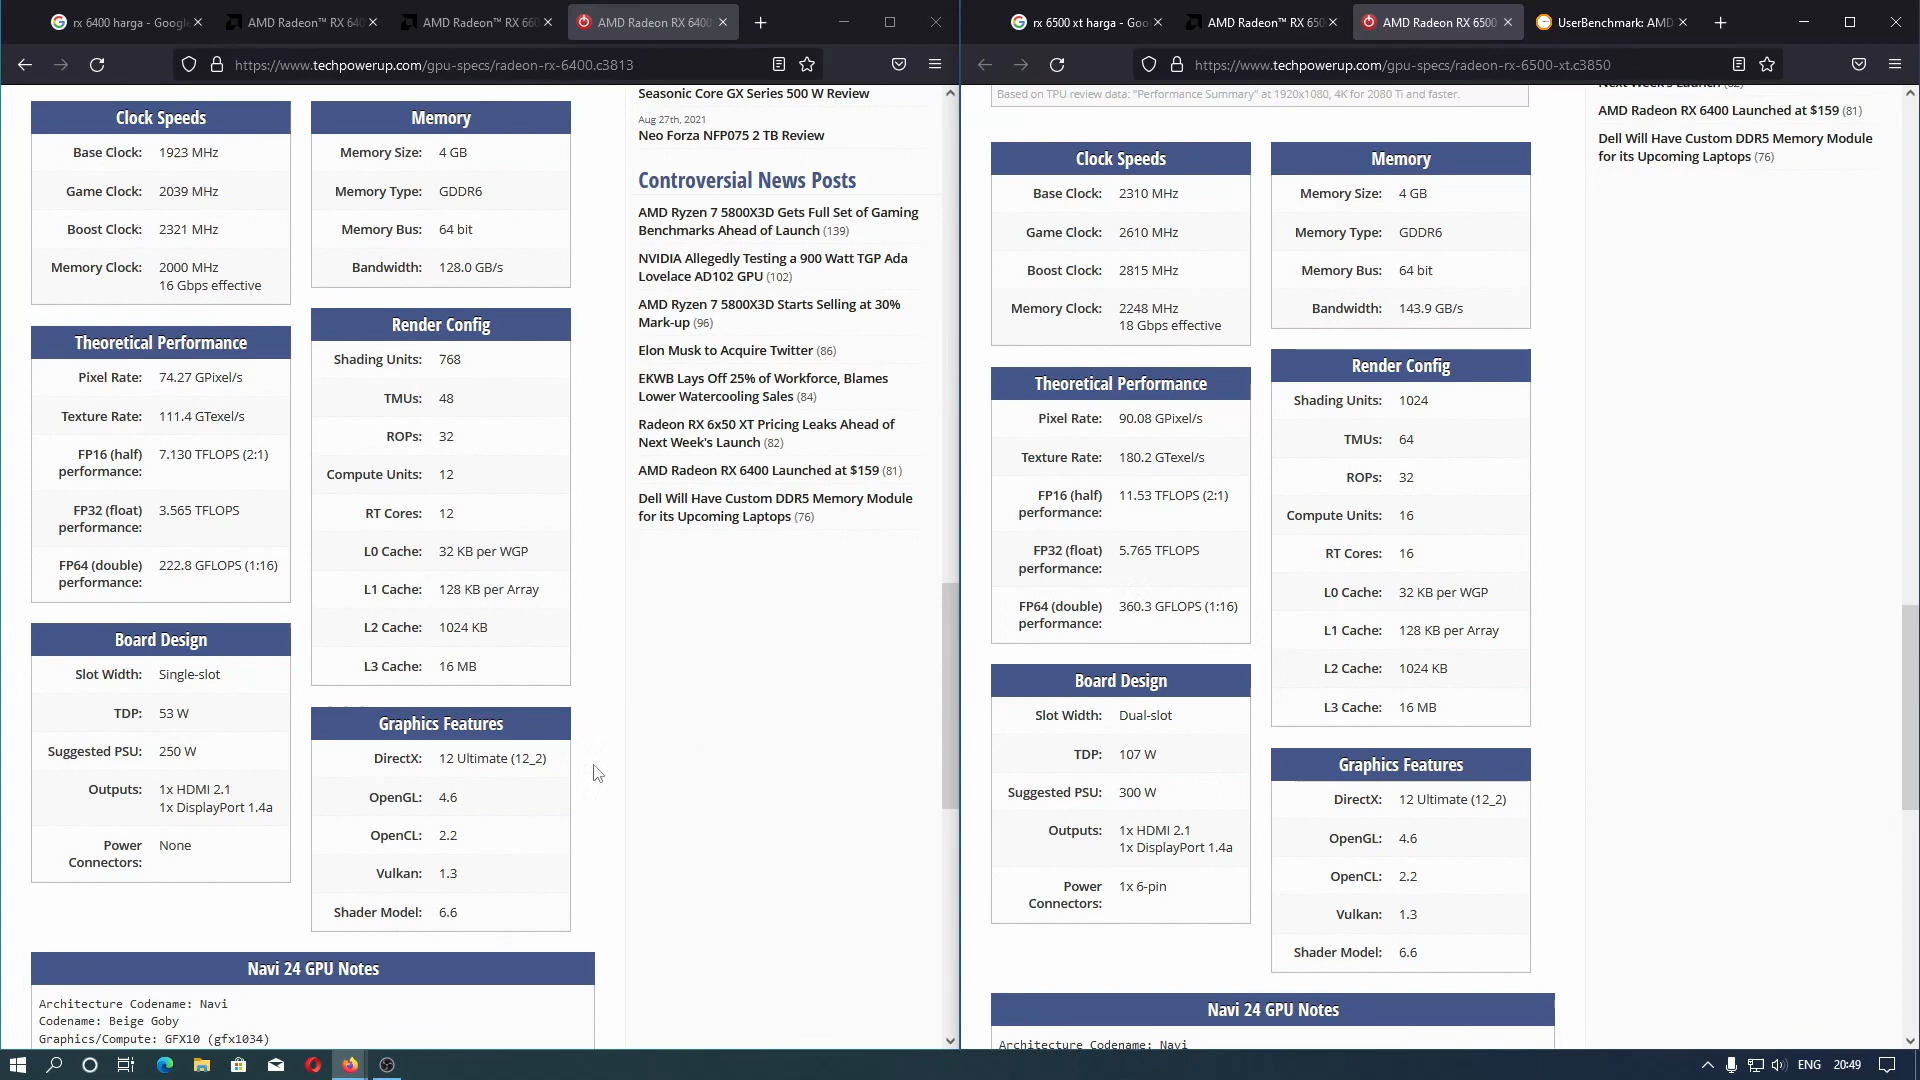 rx 6400 harga - Google
AMD Radeon™ RX 640
AMD Radeon™ RX 660
AMD Radeon RX 6400
https://www.techpowerup.com/gpu-specs/radeon-rx-6400.c3813
Clock Speeds
Base Clock: 1923 MHz
Game Clock: 2039 MHz
Boost Clock: 2321 MHz
Memory Clock: 2000 MHz
16 Gbps effective
Theoretical Performance
Pixel Rate: 74.27 GPixel/s
Texture Rate: 111.4 GTexel/s
FP16 (half) performance: 7.130 TFLOPS (2:1)
FP32 (float) performance: 3.565 TFLOPS
FP64 (double) performance: 222.8 GFLOPS (1:16)
Board Design
Slot Width: Single-slot
TDP: 53 W
Suggested PSU: 250 W
Outputs: 1x HDMI 2.1
1x DisplayPort 1.4a
Power Connectors: None
Memory
Memory Size: 4 GB
Memory Type: GDDR6
Memory Bus: 64 bit
Bandwidth: 128.0 GB/s
Render Config
Shading Units: 768
TMUs: 48
ROPs: 32
Compute Units: 12
RT Cores: 12
L0 Cache: 32 KB per WGP
L1 Cache: 128 KB per Array
L2 Cache: 1024 KB
L3 Cache: 16 MB
Graphics Features
DirectX: 12 Ultimate (12_2)
OpenGL: 4.6
OpenCL: 2.2
Vulkan: 1.3
Shader Model: 6.6
Navi 24 GPU Notes
Architecture Codename: Navi
Codename: Beige Goby
Graphics/Compute: GFX10 (gfx1034)
Seasonic Core GX Series 500 W Review
Aug 27th, 2021
Neo Forza NFP075 2 TB Review
Controversial News Posts
AMD Ryzen 7 5800X3D Gets Full Set of Gaming
Benchmarks Ahead of Launch (139)
NVIDIA Allegedly Testing a 900 Watt TGP Ada
Lovelace AD102 GPU (102)
AMD Ryzen 7 5800X3D Starts Selling at 30%
Mark-up (96)
Elon Musk to Acquire Twitter (86)
EKWB Lays Off 25% of Workforce, Blames
Lower Watercooling Sales (84)
Radeon RX 6x50 XT Pricing Leaks Ahead of
Next Week's Launch (82)
AMD Radeon RX 6400 Launched at $159 (81)
Dell Will Have Custom DDR5 Memory Module
for its Upcoming Laptops (76)
rx 6500 xt harga - Goo
AMD Radeon™ RX 650
AMD Radeon RX 6500
UserBenchmark: AMD
https://www.techpowerup.com/gpu-specs/radeon-rx-6500-xt.c3850
Based on TPU review data: "Performance Summary" at 1920x1080, 4K for 2080 Ti and faster.
Clock Speeds
Base Clock: 2310 MHz
Game Clock: 2610 MHz
Boost Clock: 2815 MHz
Memory Clock: 2248 MHz
18 Gbps effective
Theoretical Performance
Pixel Rate: 90.08 GPixel/s
Texture Rate: 180.2 GTexel/s
FP16 (half) performance: 11.53 TFLOPS (2:1)
FP32 (float) performance: 5.765 TFLOPS
FP64 (double) performance: 360.3 GFLOPS (1:16)
Board Design
Slot Width: Dual-slot
TDP: 107 W
Suggested PSU: 300 W
Outputs: 1x HDMI 2.1
1x DisplayPort 1.4a
Power Connectors: 1x 6-pin
Memory
Memory Size: 4 GB
Memory Type: GDDR6
Memory Bus: 64 bit
Bandwidth: 143.9 GB/s
Render Config
Shading Units: 1024
TMUs: 64
ROPs: 32
Compute Units: 16
RT Cores: 16
L0 Cache: 32 KB per WGP
L1 Cache: 128 KB per Array
L2 Cache: 1024 KB
L3 Cache: 16 MB
Graphics Features
DirectX: 12 Ultimate (12_2)
OpenGL: 4.6
OpenCL: 2.2
Vulkan: 1.3
Shader Model: 6.6
Navi 24 GPU Notes
Architecture Codename: Navi
AMD Radeon RX 6400 Launched at $159 (81)
Dell Will Have Custom DDR5 Memory Module
for its Upcoming Laptops (76)
ENG
20:49